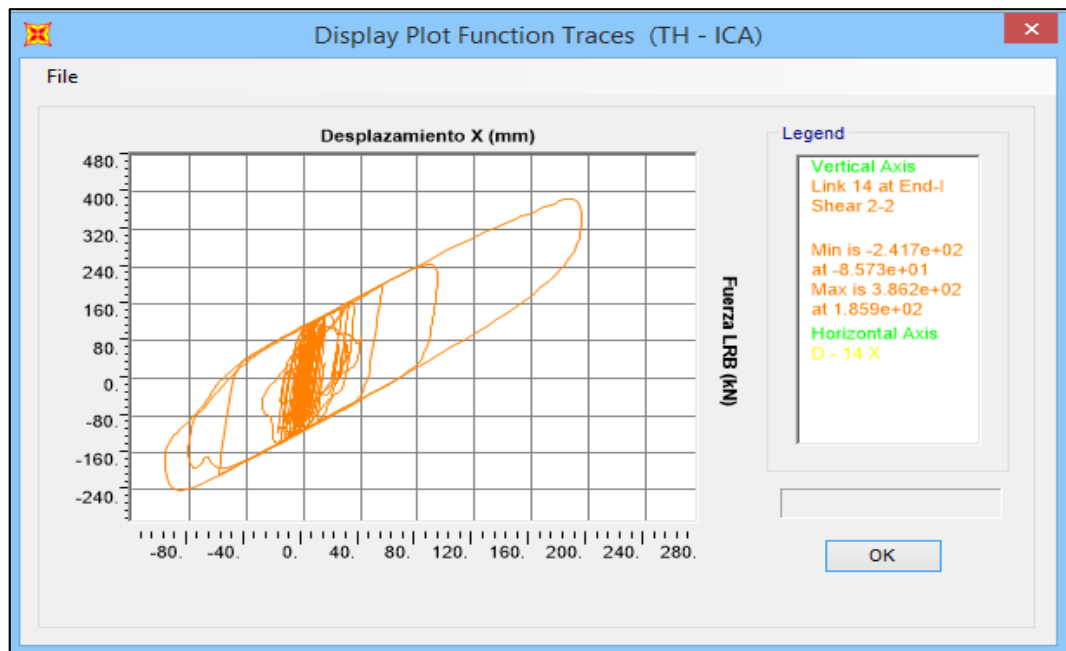 Display Plot Function Traces (TH - ICA)
File
Desplazamiento X (mm)
480.
400.
320.
240.
160.
80.
0.
-80.
-160.
-240.
-80. -40. 0. 40. 80. 120. 160. 200. 240. 280.
Fuerza LRB (kN)
Legend
Vertical Axis
Link 14 at End-I
Shear 2-2
Min is -2.417e+02
at -8.573e+01
Max is 3.862e+02
at 1.859e+02
Horizontal Axis
D - 14 X
OK